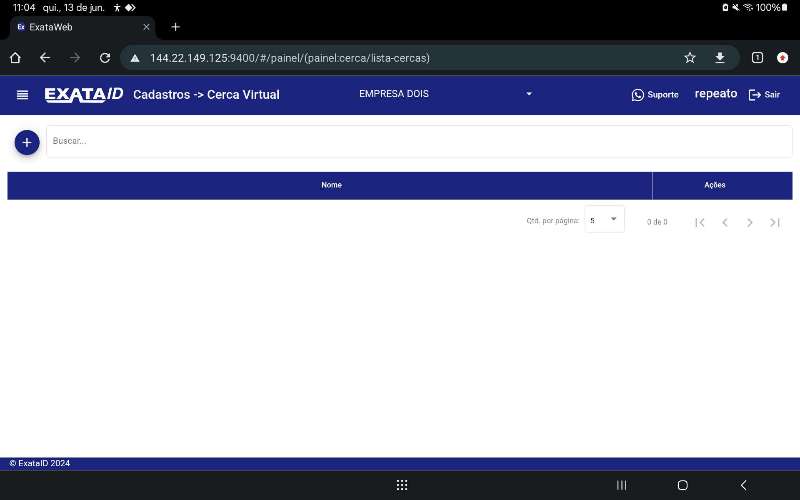 11:04 qui., 13 de jun. 100%
Ex ExataWeb
144.22.149.125:9400/#/painel/(painel:cerca/lista-cercas) 1
EXATAID Cadastros -> Cerca Virtual EMPRESA DOIS Suporte repeato Sair
Buscar...
Nome Ações
Qtd. por página: 5 0 de 0
© ExataID 2024